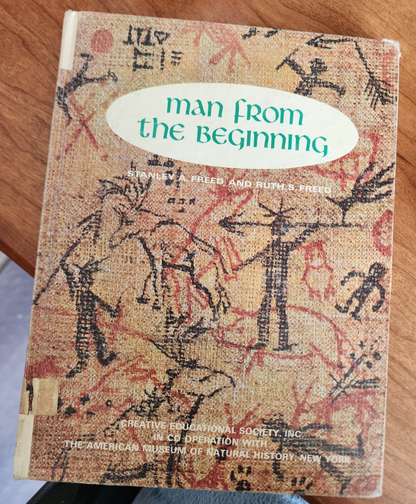 man from
the Beginning
STANLEY A. FREED AND RUTH S. FREED
CREATIVE EDUCATIONAL SOCIETY, INC.
IN CO-OPERATION WITH
THE AMERICAN MUSEUM OF NATURAL HISTORY, NEW YORK